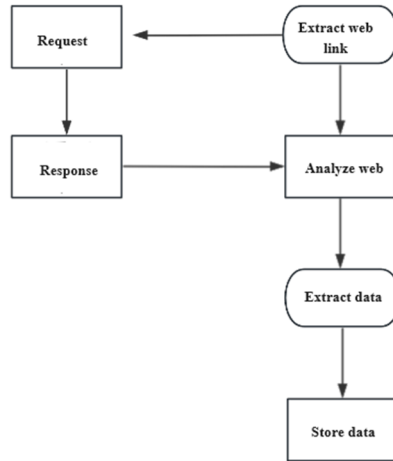 Request
Extract web
link
Response
Analyze web
Extract data
Store data